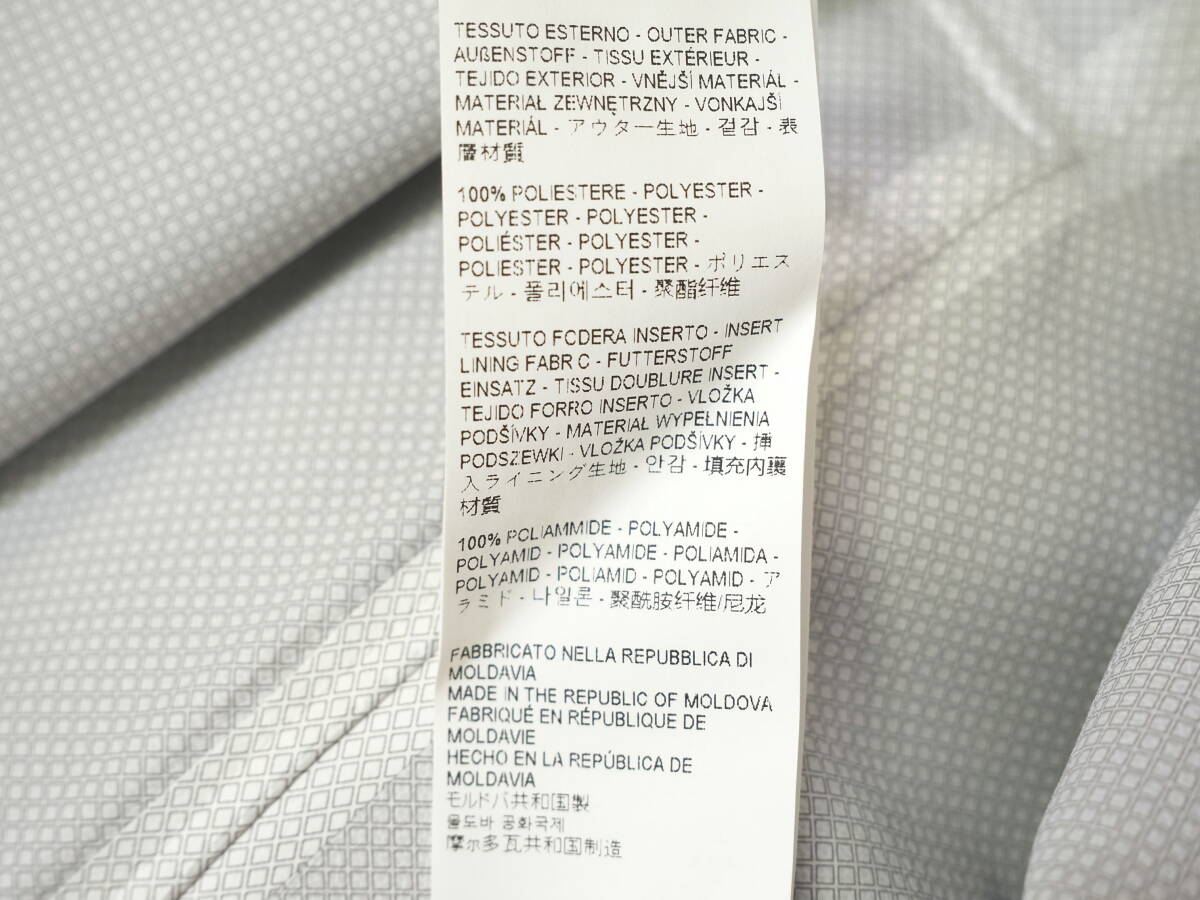 TESSUTO ESTERNO - OUTER FABRIC -
AUßENSTOFF - TISSU EXTÉRIEUR -
TEJIDO EXTERIOR - VNĚJŠÍ MATERIÁL -
MATERIAŁ ZEWNĘTRZNY - VONKAJŠÍ
MATERIÁL - アウター生地 - 겉감 - 表
層材質
100% POLIESTERE - POLYESTER -
POLYESTER - POLYESTER -
POLIÉSTER - POLYESTER -
POLIESTER - POLYESTER - ポリエス
テル - 폴리에스터 - 聚酯纤维
TESSUTO FODERA INSERTO - INSERT
LINING FABRIC - FUTTERSTOFF
EINSATZ - TISSU DOUBLURE INSERT -
TEJIDO FORRO INSERTO - VLOŽKA
PODŠÍVKY - MATERIAŁ WYPEŁNIENIA
PODSZEWKI - VLOŽKA PODŠÍVKY - 挿
入ライニング生地 - 안감 - 填充内裏
材質
100% POLIAMMIDE - POLYAMIDE -
POLYAMID - POLYAMIDE - POLIAMIDA -
POLYAMID - POLIAMID - POLYAMID - ア
ラミド - 나일론 - 聚酰胺纤维/尼龙
FABBRICATO NELLA REPUBBLICA DI
MOLDAVIA
MADE IN THE REPUBLIC OF MOLDOVA
FABRIQUÉ EN RÉPUBLIQUE DE
MOLDAVIE
HECHO EN LA REPÚBLICA DE
MOLDAVIA
モルドバ共和国製
몰도바 공화국제
摩尔多瓦共和国制造